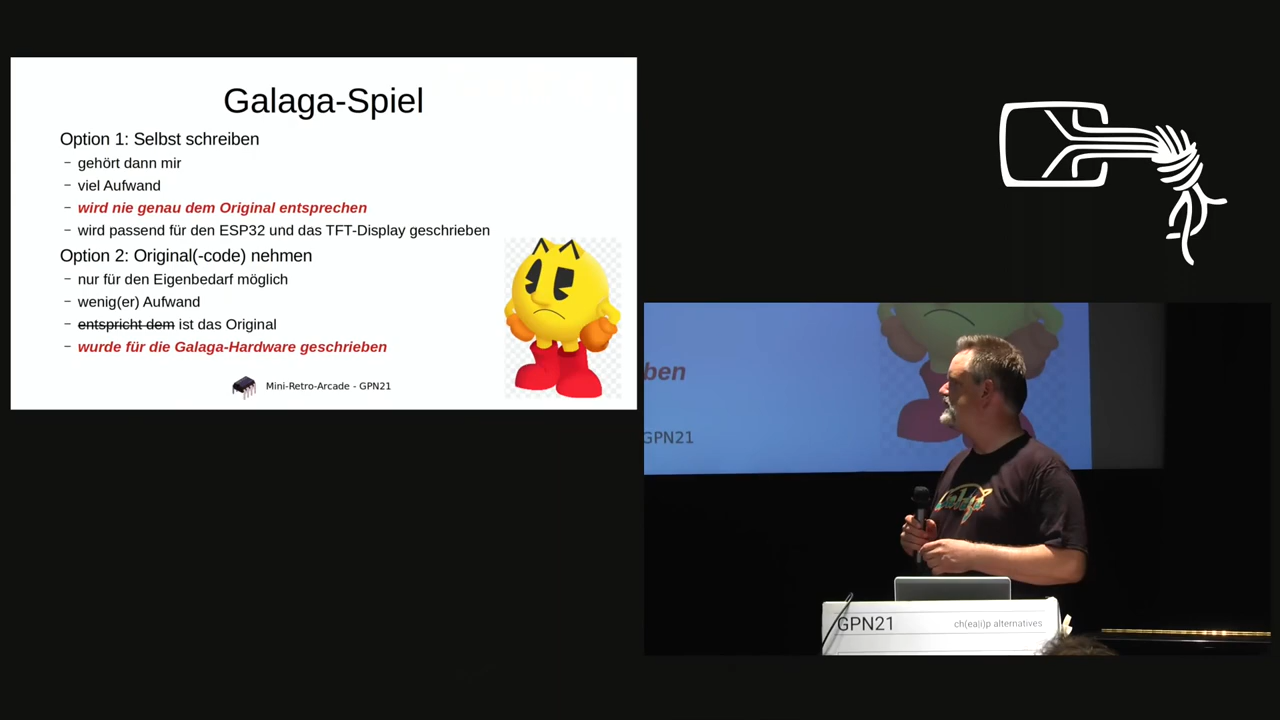 Galaga-Spiel
Option 1: Selbst schreiben
– gehört dann mir
– viel Aufwand
– wird nie genau dem Original entsprechen
– wird passend für den ESP32 und das TFT-Display geschrieben
Option 2: Original(-code) nehmen
– nur für den Eigenbedarf möglich
– wenig(er) Aufwand
– entspricht dem ist das Original
– wurde für die Galaga-Hardware geschrieben
Mini-Retro-Arcade - GPN21
ben
GPN21
GPN21
ch(ea|i)p alternatives